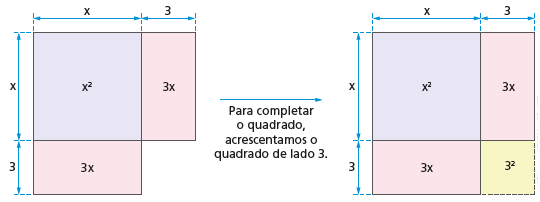 x 3
x x² 3x
3 3x
Para completar
o quadrado,
acrescentamos o
quadrado de lado 3.
x 3
x x² 3x
3 3x 3²